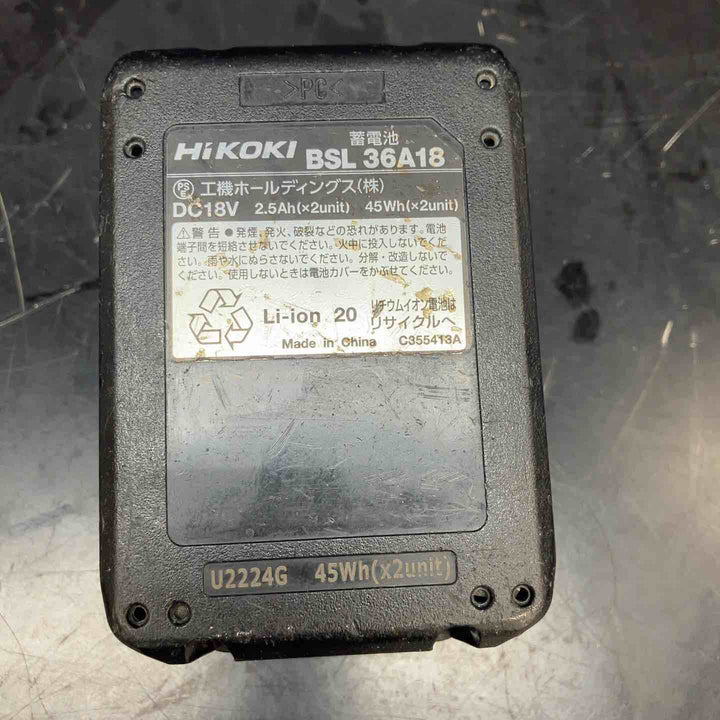 >PC<
蓄電池
HiKOKI BSL 36A18
PSE 工機ホールディングス(株)
DC18V 2.5Ah(×2unit) 45Wh(×2unit)
⚠警告 ●発煙、発火、破裂などの恐れがあります。電池
端子間を短絡させないでください。火中に投入しないでくだ
さい。雨や水にぬらさないでください。分解・改造しないで
ください。使用しないときは電池カバーをかぶせてください。
Li-ion 20
リチウムイオン電池は
リサイクルへ
Made in China C355413A
U2224G 45Wh(x2unit)